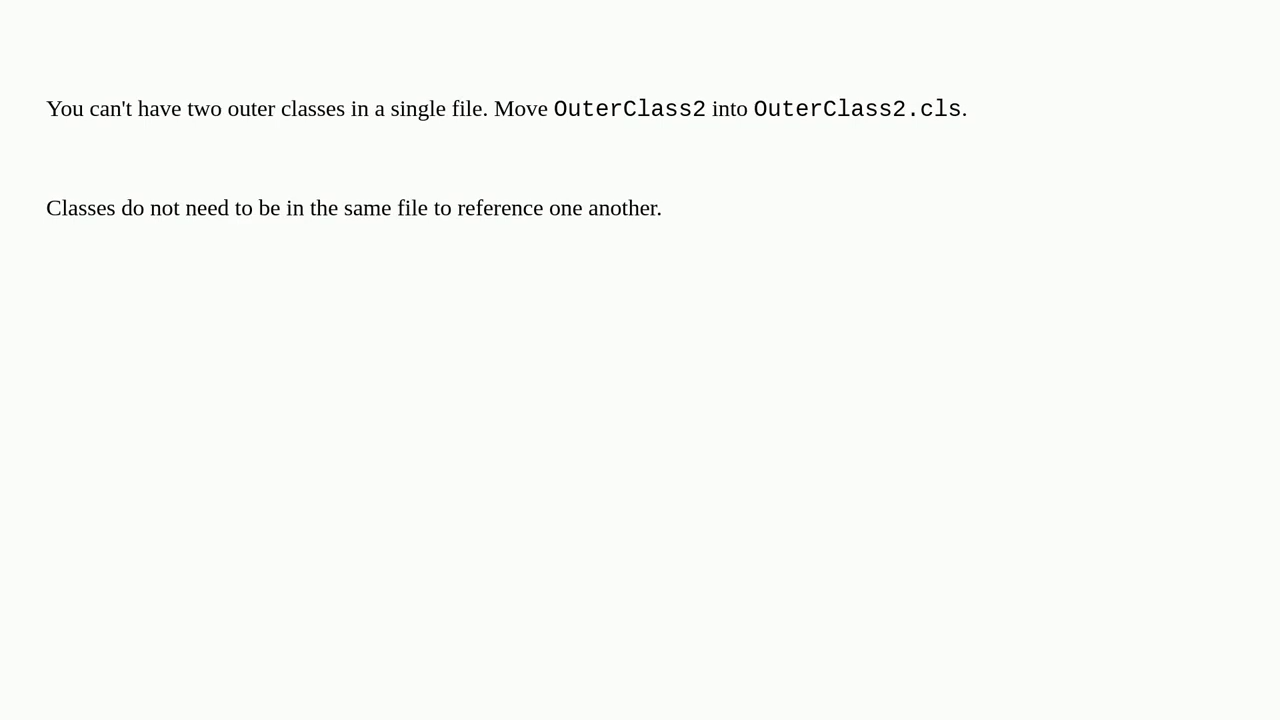 You can't have two outer classes in a single file. Move OuterClass2 into OuterClass2.cls.
Classes do not need to be in the same file to reference one another.